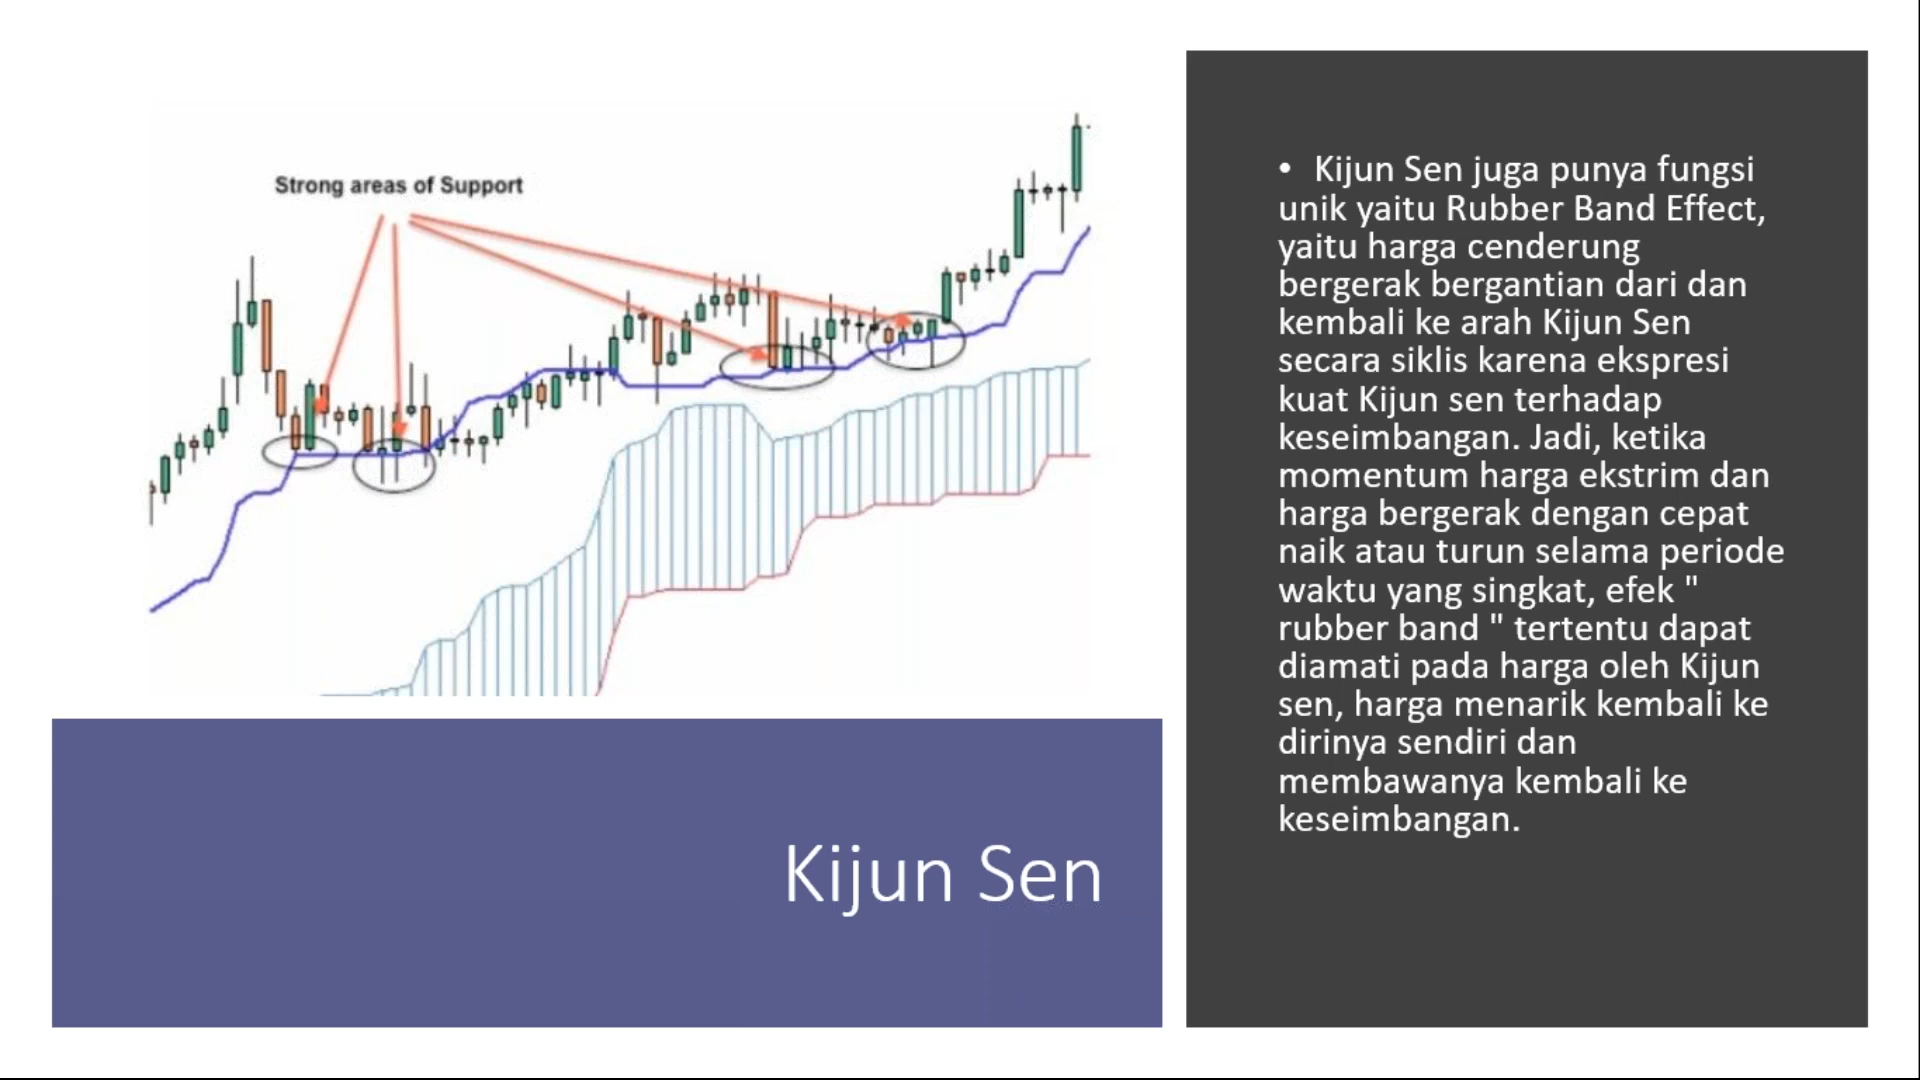 Strong areas of Support
Kijun Sen
• Kijun Sen juga punya fungsi
unik yaitu Rubber Band Effect,
yaitu harga cenderung
bergerak bergantian dari dan
kembali ke arah Kijun Sen
secara siklis karena ekspresi
kuat Kijun sen terhadap
keseimbangan. Jadi, ketika
momentum harga ekstrim dan
harga bergerak dengan cepat
naik atau turun selama periode
waktu yang singkat, efek "
rubber band " tertentu dapat
diamati pada harga oleh Kijun
sen, harga menarik kembali ke
dirinya sendiri dan
membawanya kembali ke
keseimbangan.